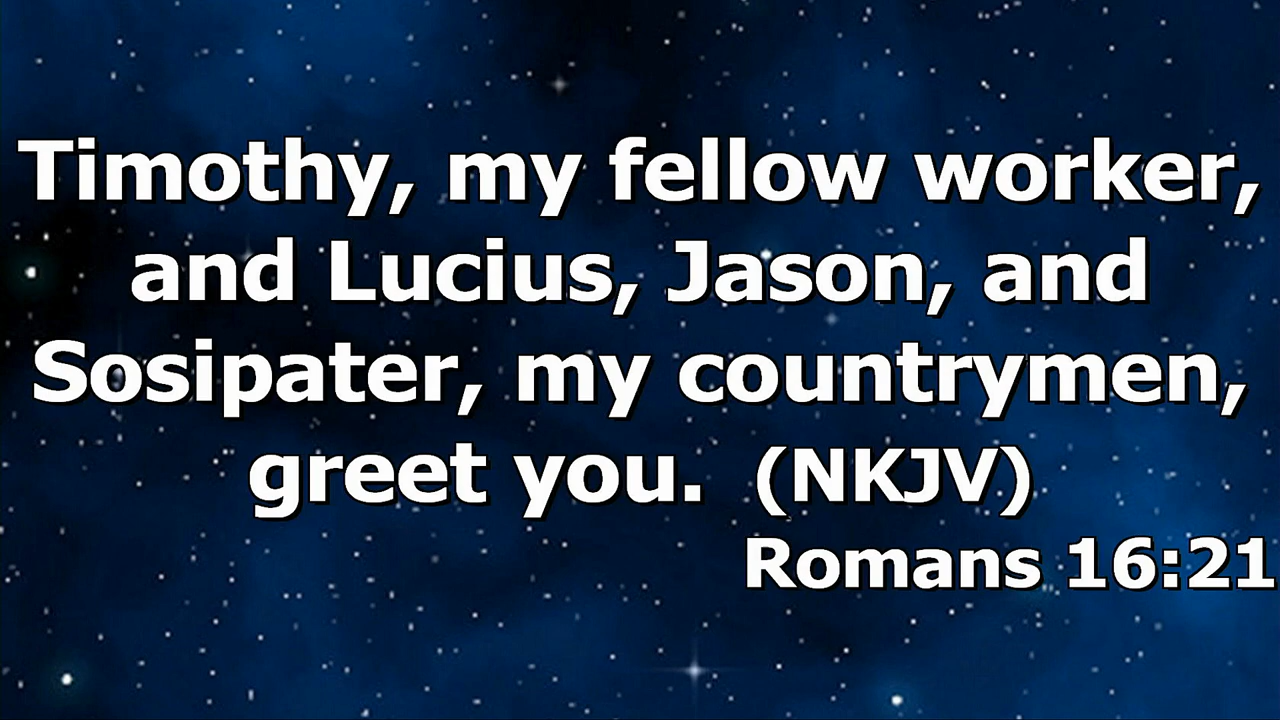 Timothy, my fellow worker,
and Lucius, Jason, and
Sosipater, my countrymen,
greet you.  (NKJV)
Romans 16:21